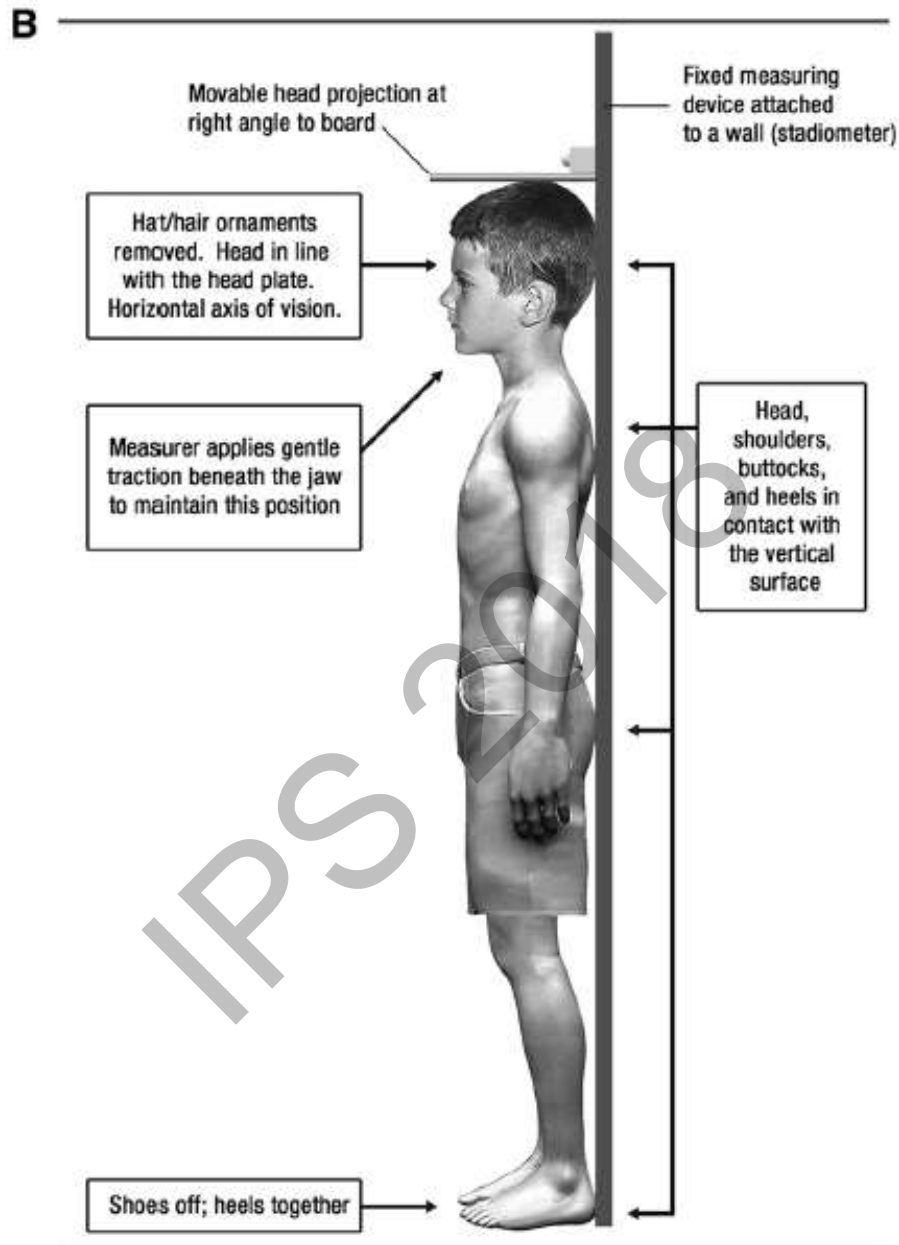 B
Movable head projection at
right angle to board
Fixed measuring
device attached
to a wall (stadiometer)
Hat/hair ornaments
removed. Head in line
with the head plate.
Horizontal axis of vision.
Measurer applies gentle
traction beneath the jaw
to maintain this position
Head,
shoulders,
buttocks,
and heels in
contact with
the vertical
surface
IPS 2018
Shoes off; heels together